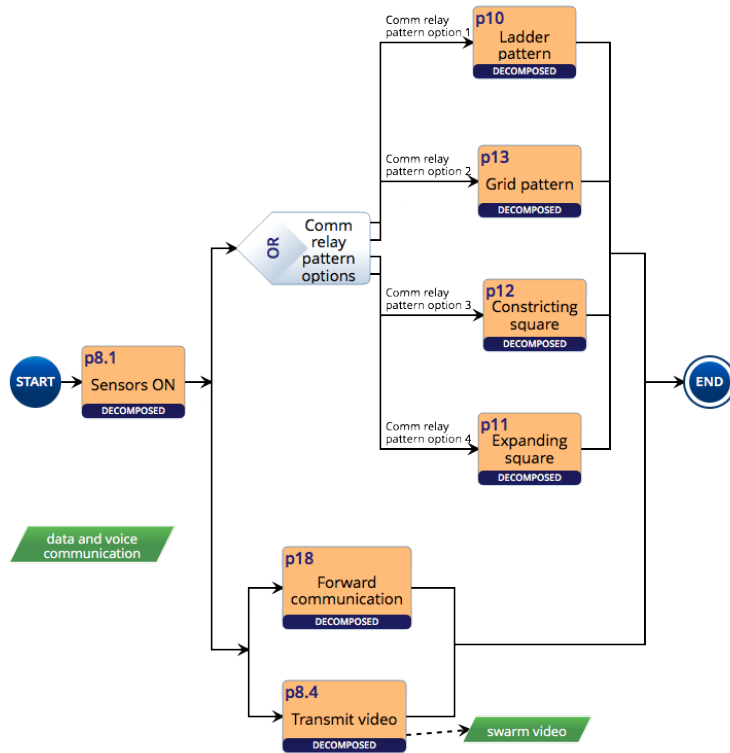 Comm relay
pattern option 1
p10
Ladder
pattern
DECOMPOSED
Comm relay
pattern option 2
p13
Grid pattern
DECOMPOSED
OR
Comm
relay
pattern
options
Comm relay
pattern option 3
p12
Constricting
square
DECOMPOSED
START
p8.1
Sensors ON
DECOMPOSED
END
Comm relay
pattern option 4
p11
Expanding
square
DECOMPOSED
data and voice
communication
p18
Forward
communication
DECOMPOSED
p8.4
Transmit video
DECOMPOSED
swarm video